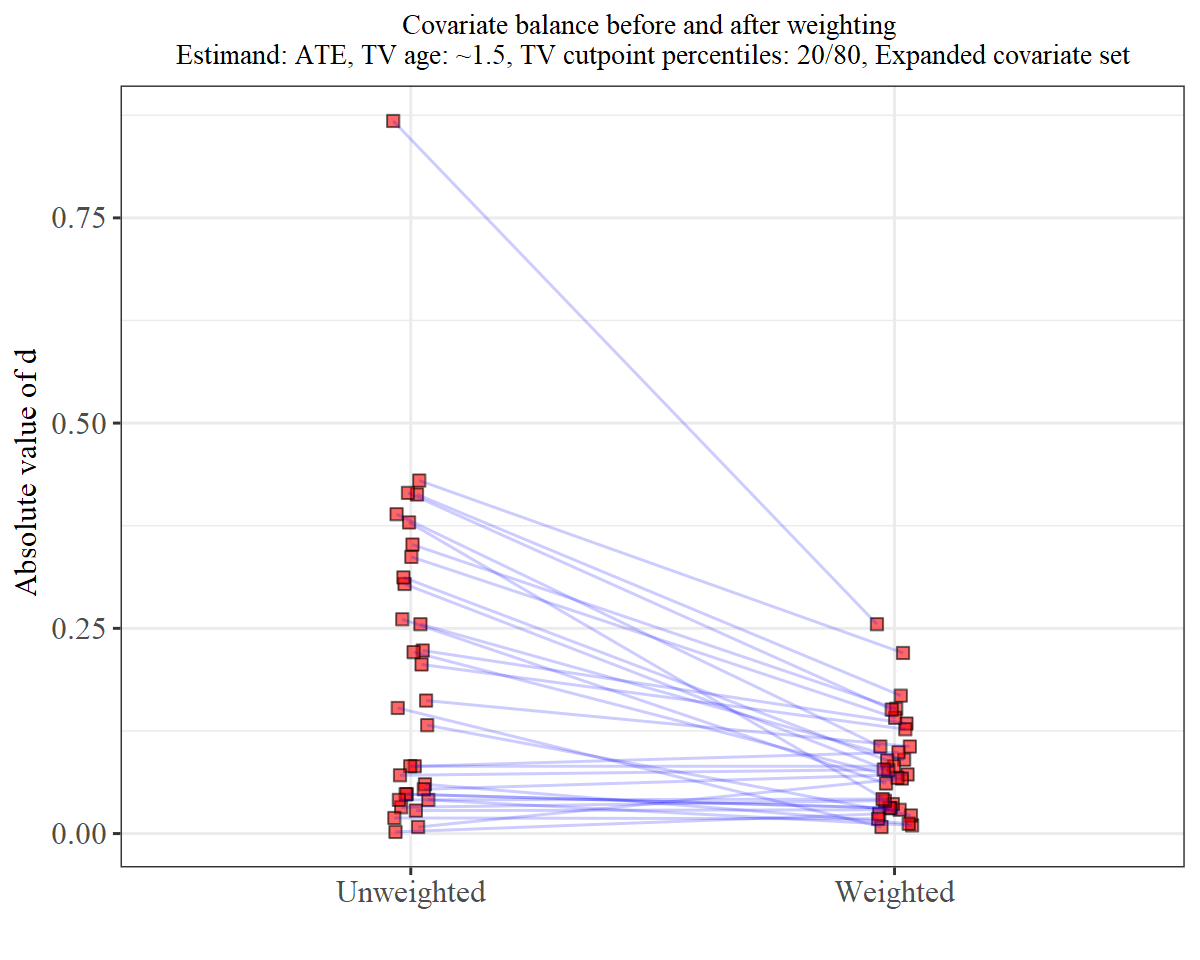 Covariate balance before and after weighting
Estimand: ATE, TV age: ~1.5, TV cutpoint percentiles: 20/80, Expanded covariate set
Absolute value of d
0.75
0.50
0.25
0.00
Unweighted
Weighted